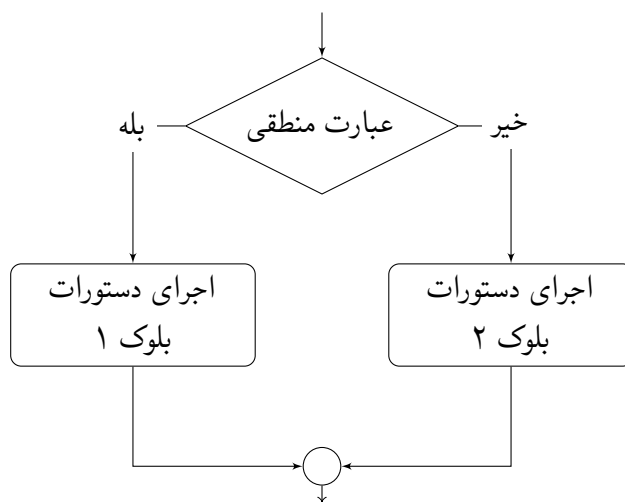 عبارت منطقی
خیر
بله
اجرای دستورات
بلوک ۲
اجرای دستورات
بلوک ۱